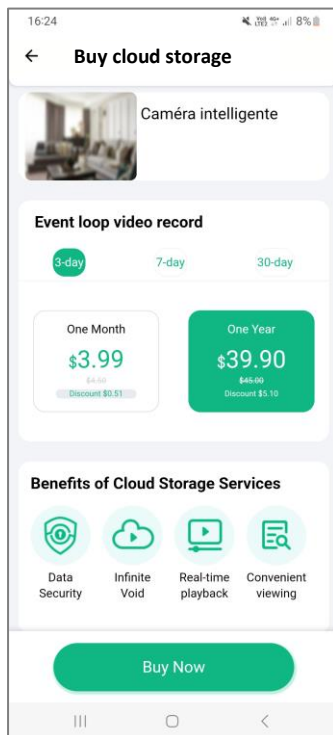 16:24
8%
Buy cloud storage
Caméra intelligente
Event loop video record
3-day 7-day 30-day
One Month
$3.99
$4.50
Discount $0.51
One Year
$39.90
$45.00
Discount $5.10
Benefits of Cloud Storage Services
Data
Security
Infinite
Void
Real-time
playback
Convenient
viewing
Buy Now